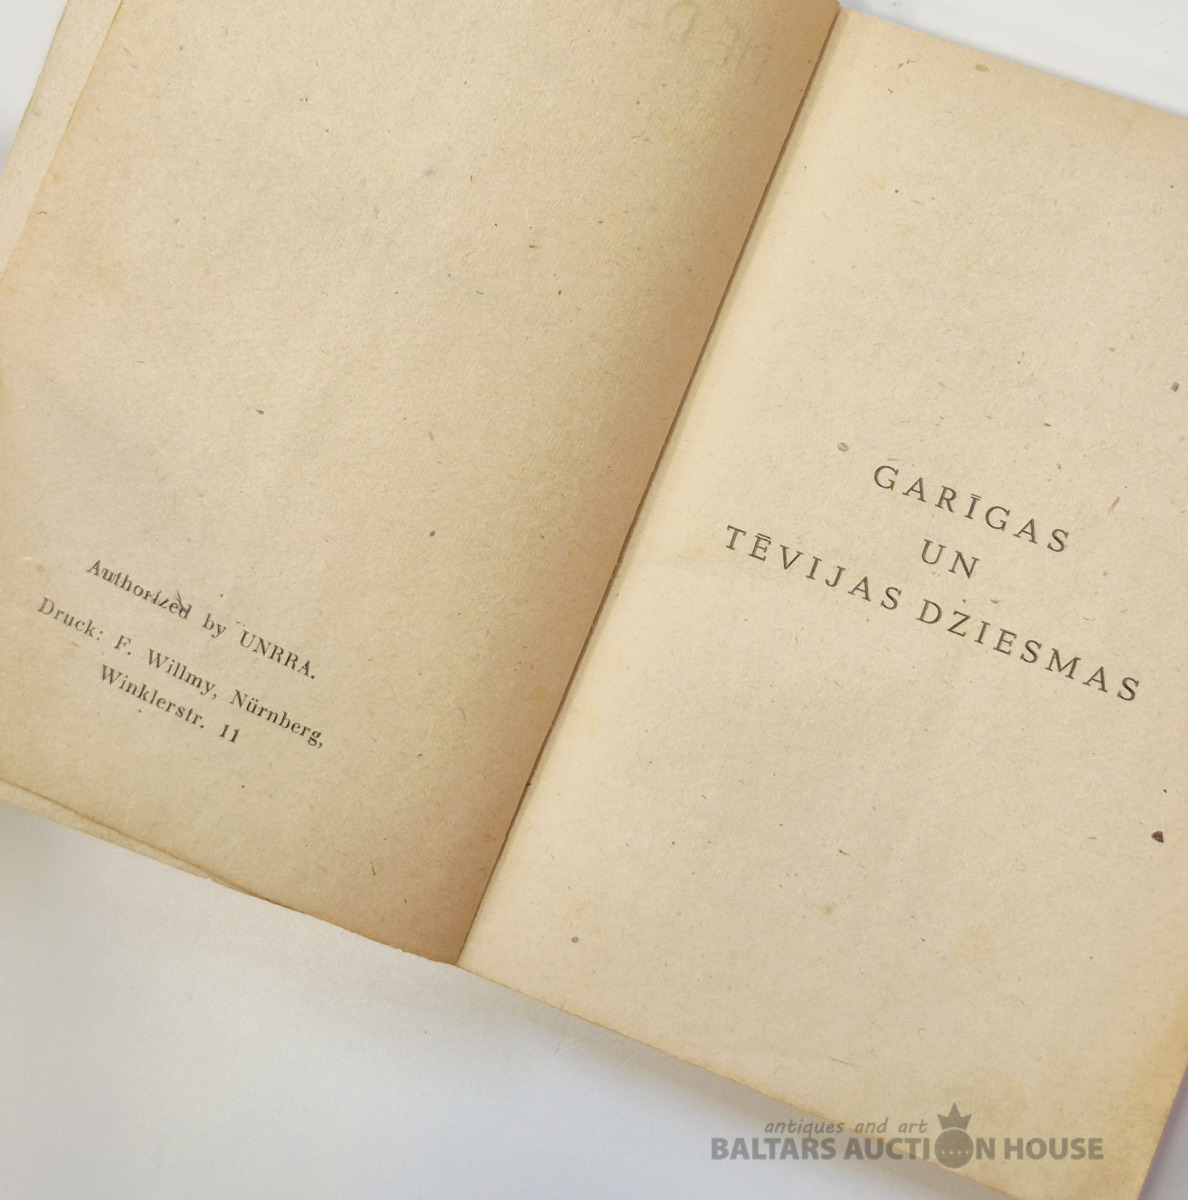 Authorized by UNRRA.
Druck: F. Willmy, Nürnberg,
Winklerstr. 11
GARĪGAS
UN
TĒVIJAS DZIESMAS
antiques and art
BALTARS AUCTION HOUSE